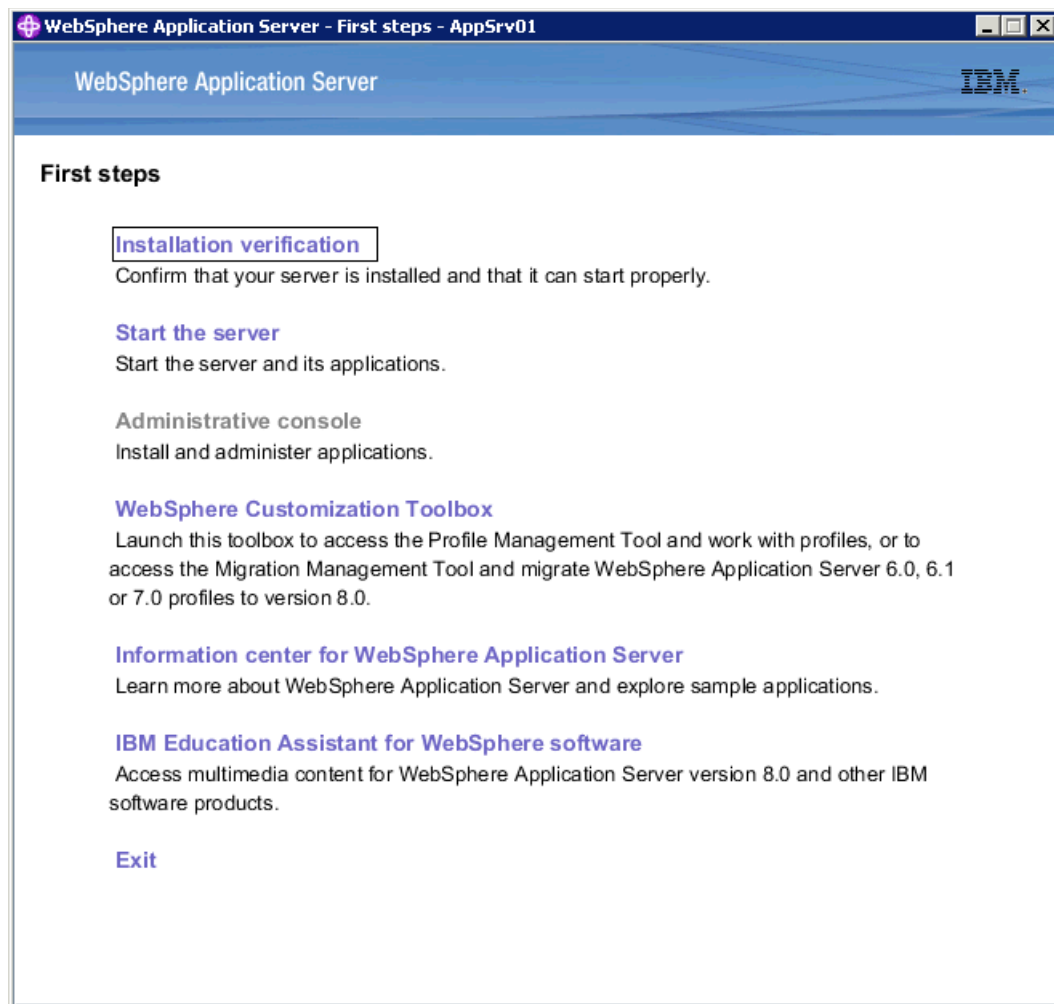 WebSphere Application Server - First steps - AppSrv01
WebSphere Application Server
IBM.
First steps
Installation verification
Confirm that your server is installed and that it can start properly.
Start the server
Start the server and its applications.
Administrative console
Install and administer applications.
WebSphere Customization Toolbox
Launch this toolbox to access the Profile Management Tool and work with profiles, or to
access the Migration Management Tool and migrate WebSphere Application Server 6.0, 6.1
or 7.0 profiles to version 8.0.
Information center for WebSphere Application Server
Learn more about WebSphere Application Server and explore sample applications.
IBM Education Assistant for WebSphere software
Access multimedia content for WebSphere Application Server version 8.0 and other IBM
software products.
Exit